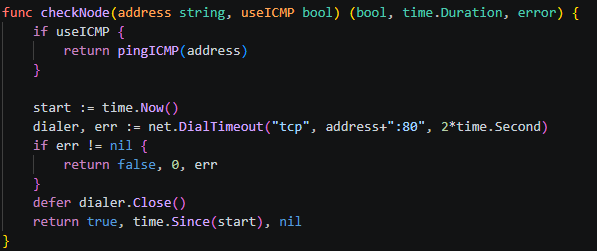 func checkNode(address string, useICMP bool) (bool, time.Duration, error) {
    if useICMP {
        return pingICMP(address)
    }

    start := time.Now()
    dialer, err := net.DialTimeout("tcp", address+":80", 2*time.Second)
    if err != nil {
        return false, 0, err
    }
    defer dialer.Close()
    return true, time.Since(start), nil
}